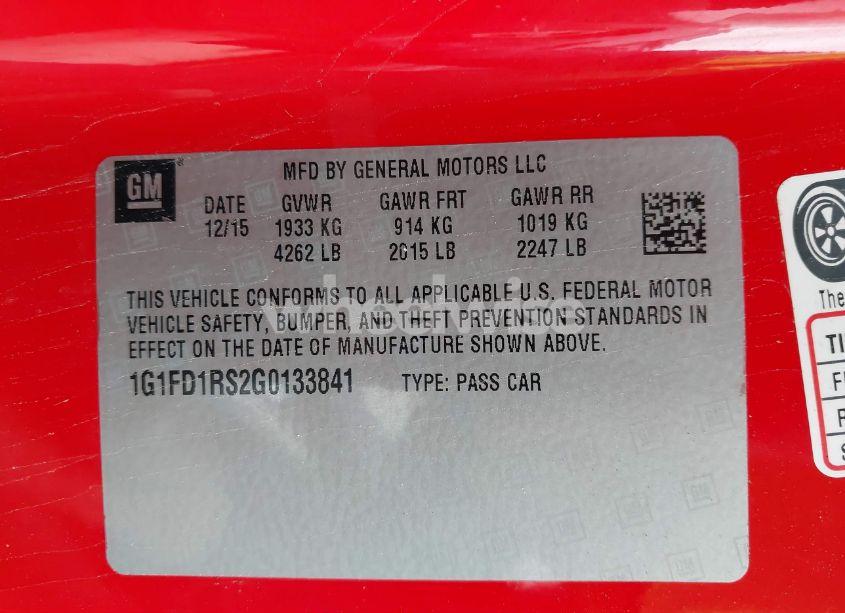 GM
MFD BY GENERAL MOTORS LLC
DATE GVWR GAWR FRT GAWR RR
12/15 1933 KG 914 KG 1019 KG
4262 LB 2015 LB 2247 LB
THIS VEHICLE CONFORMS TO ALL APPLICABLE U.S. FEDERAL MOTOR
VEHICLE SAFETY, BUMPER, AND THEFT PREVENTION STANDARDS IN
EFFECT ON THE DATE OF MANUFACTURE SHOWN ABOVE.
1G1FD1RS2G0133841 TYPE: PASS CAR
The
TI
F